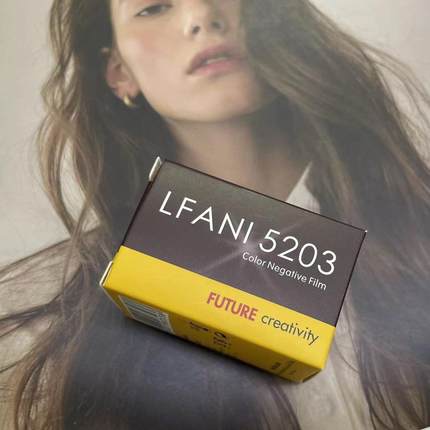 LFANI 5203
Color Negative Film
FUTURE creativity